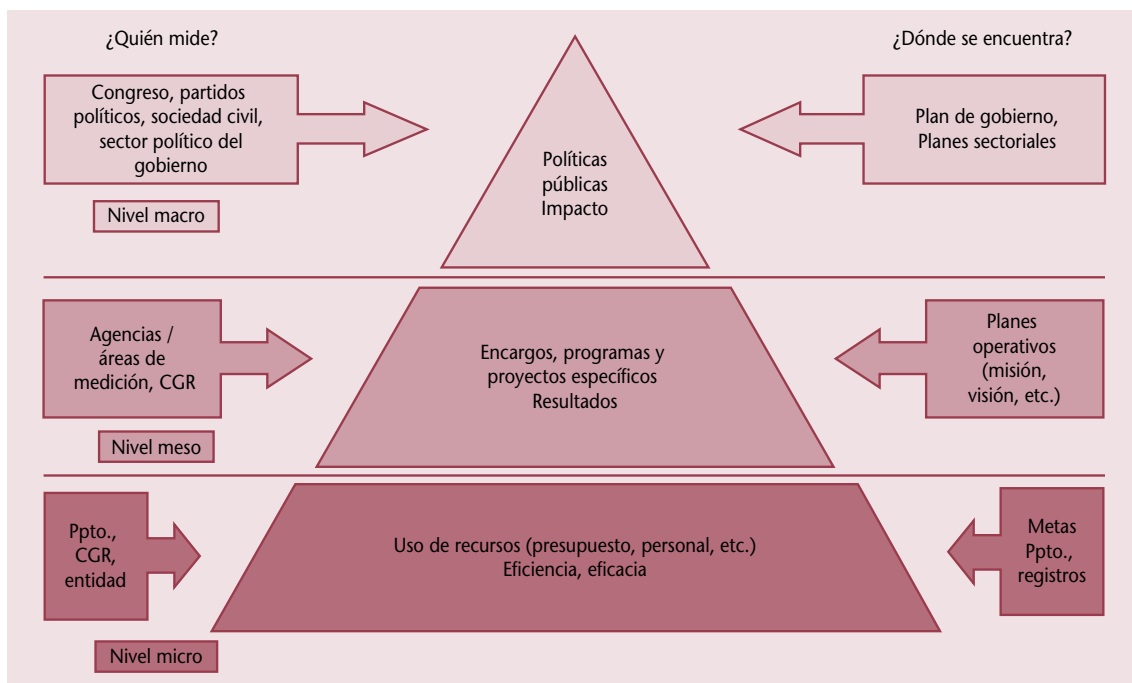 ¿Quién mide?
¿Dónde se encuentra?
Congreso, partidos
políticos, sociedad civil,
sector político del
gobierno
Políticas
públicas
Impacto
Plan de gobierno,
Planes sectoriales
Nivel macro
Agencias /
áreas de
medición, CGR
Encargos, programas y
proyectos específicos
Resultados
Planes
operativos
(misión,
visión, etc.)
Nivel meso
Ppto.,
CGR,
entidad
Uso de recursos (presupuesto, personal, etc.)
Eficiencia, eficacia
Metas
Ppto.,
registros
Nivel micro